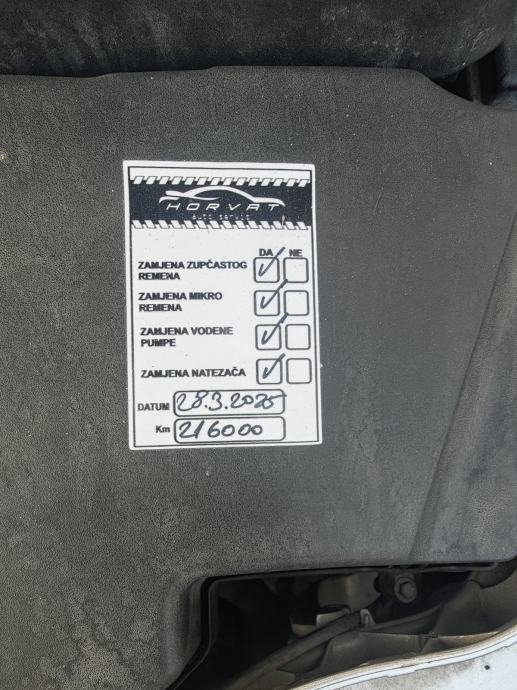 HORVAT
auto servis
DA NE
ZAMJENA ZUPČASTOG
REMENA
ZAMJENA MIKRO
REMENA
ZAMJENA VODENE
PUMPE
ZAMJENA NATEZAČA
DATUM 28.3.2025
Km 216000